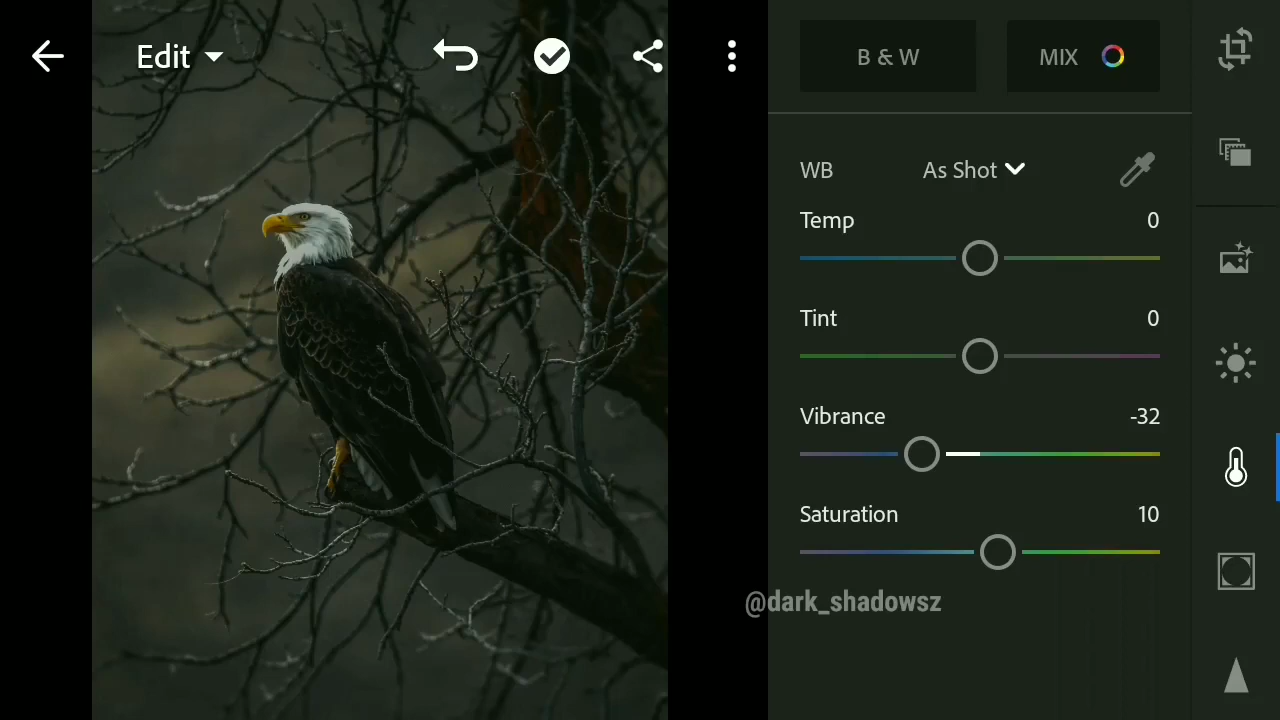 Edit
B & W
MIX
WB
As Shot
Temp
0
Tint
0
Vibrance
-32
Saturation
10
@dark_shadowsz